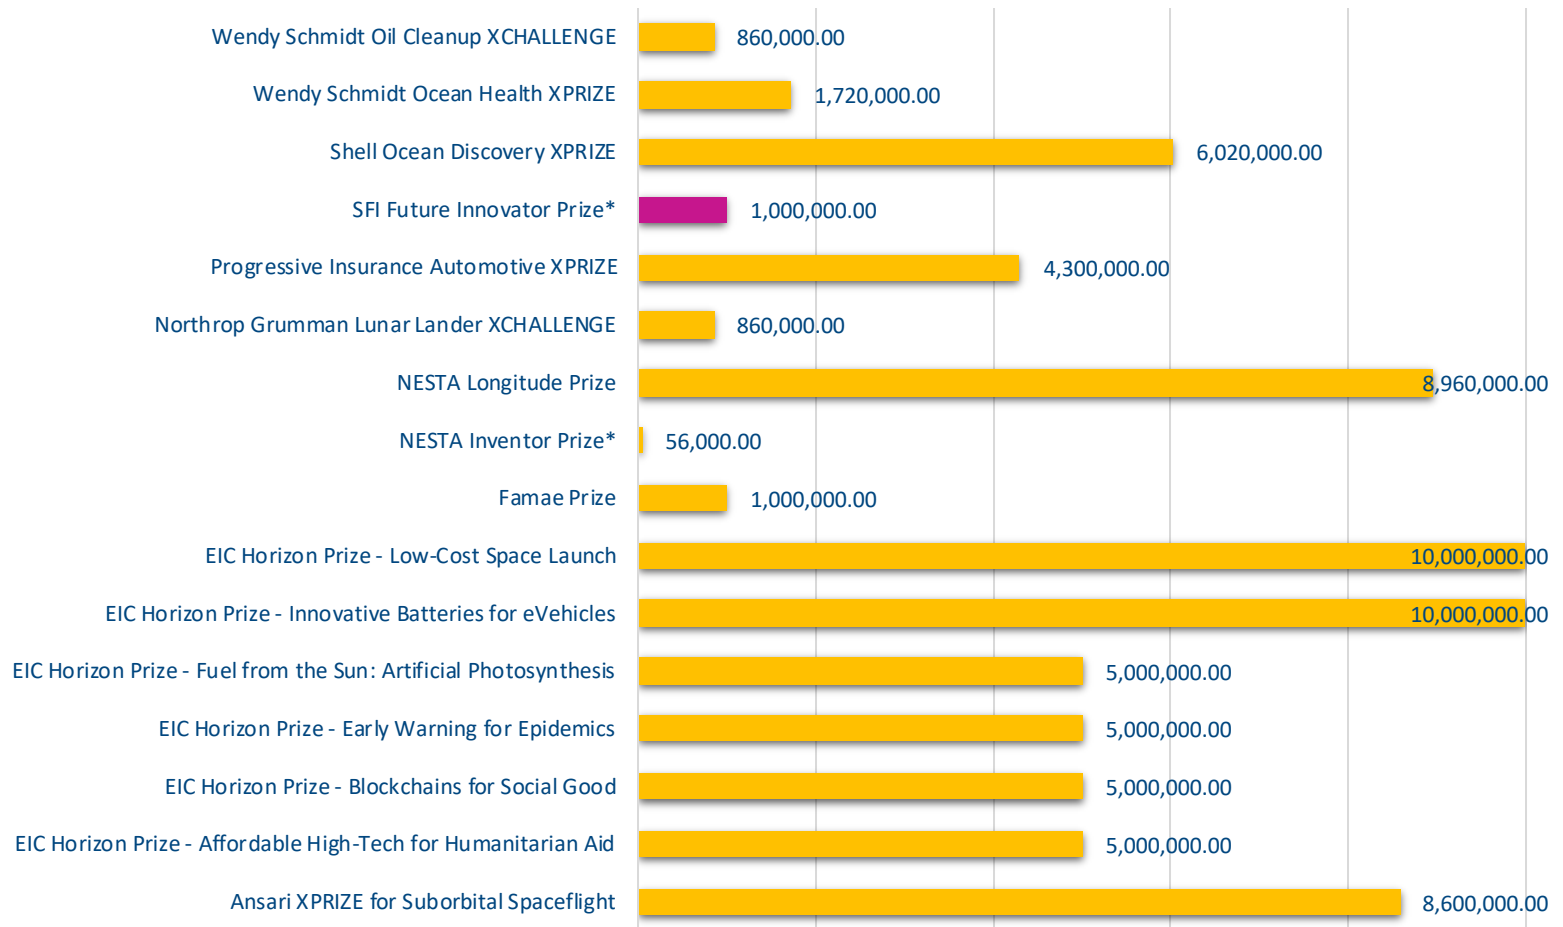 Wendy Schmidt Oil Cleanup XCHALLENGE 860,000.00
Wendy Schmidt Ocean Health XPRIZE 1,720,000.00
Shell Ocean Discovery XPRIZE 6,020,000.00
SFI Future Innovator Prize* 1,000,000.00
Progressive Insurance Automotive XPRIZE 4,300,000.00
Northrop Grumman Lunar Lander XCHALLENGE 860,000.00
NESTA Longitude Prize 8,960,000.00
NESTA Inventor Prize* 56,000.00
Famae Prize 1,000,000.00
EIC Horizon Prize - Low-Cost Space Launch 10,000,000.00
EIC Horizon Prize - Innovative Batteries for eVehicles 10,000,000.00
EIC Horizon Prize - Fuel from the Sun: Artificial Photosynthesis 5,000,000.00
EIC Horizon Prize - Early Warning for Epidemics 5,000,000.00
EIC Horizon Prize - Blockchains for Social Good 5,000,000.00
EIC Horizon Prize - Affordable High-Tech for Humanitarian Aid 5,000,000.00
Ansari XPRIZE for Suborbital Spaceflight 8,600,000.00